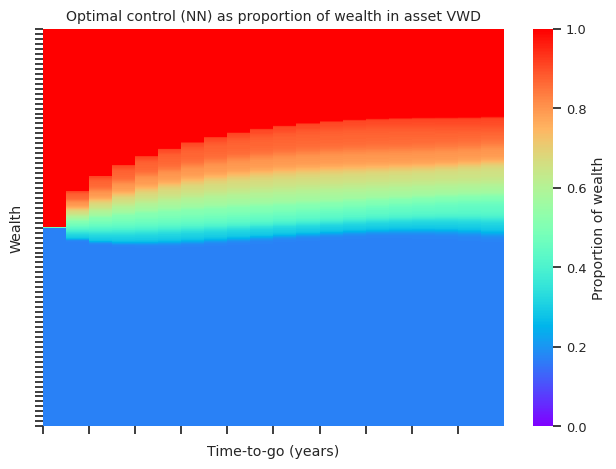 Optimal control (NN) as proportion of wealth in asset VWD
Wealth
Time-to-go (years)
1.0
0.8
0.6
0.4
0.2
0.0
Proportion of wealth